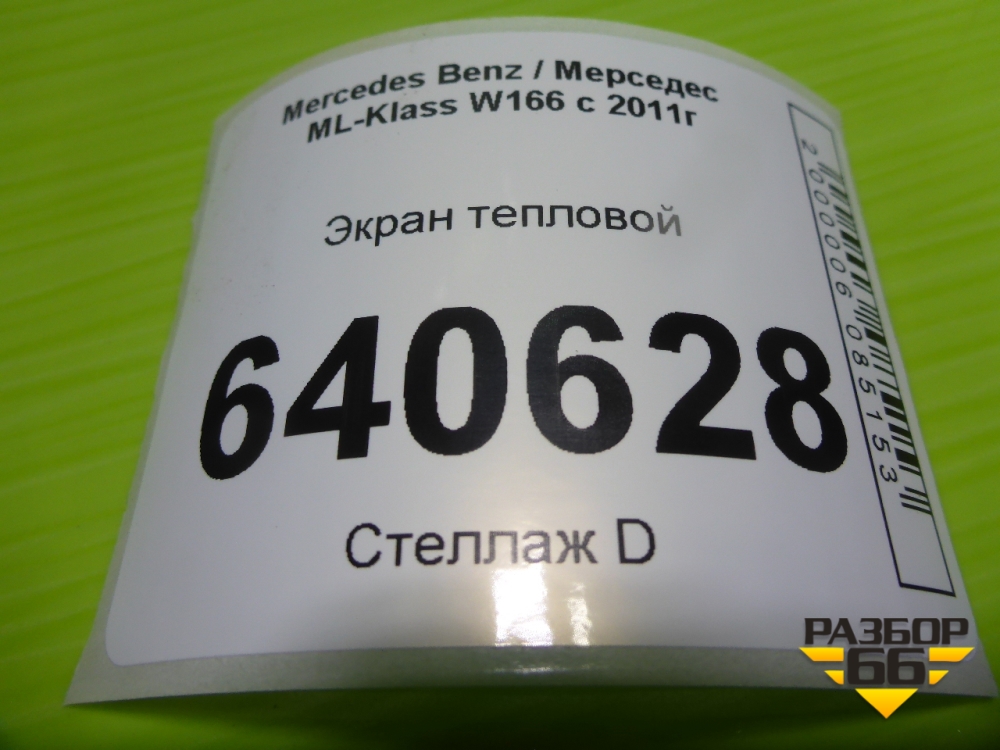 Mercedes Benz / Мерседес
ML-Klass W166 с 2011г
Экран тепловой
640628
Стеллаж D
2000006085153
РАЗБОР
66